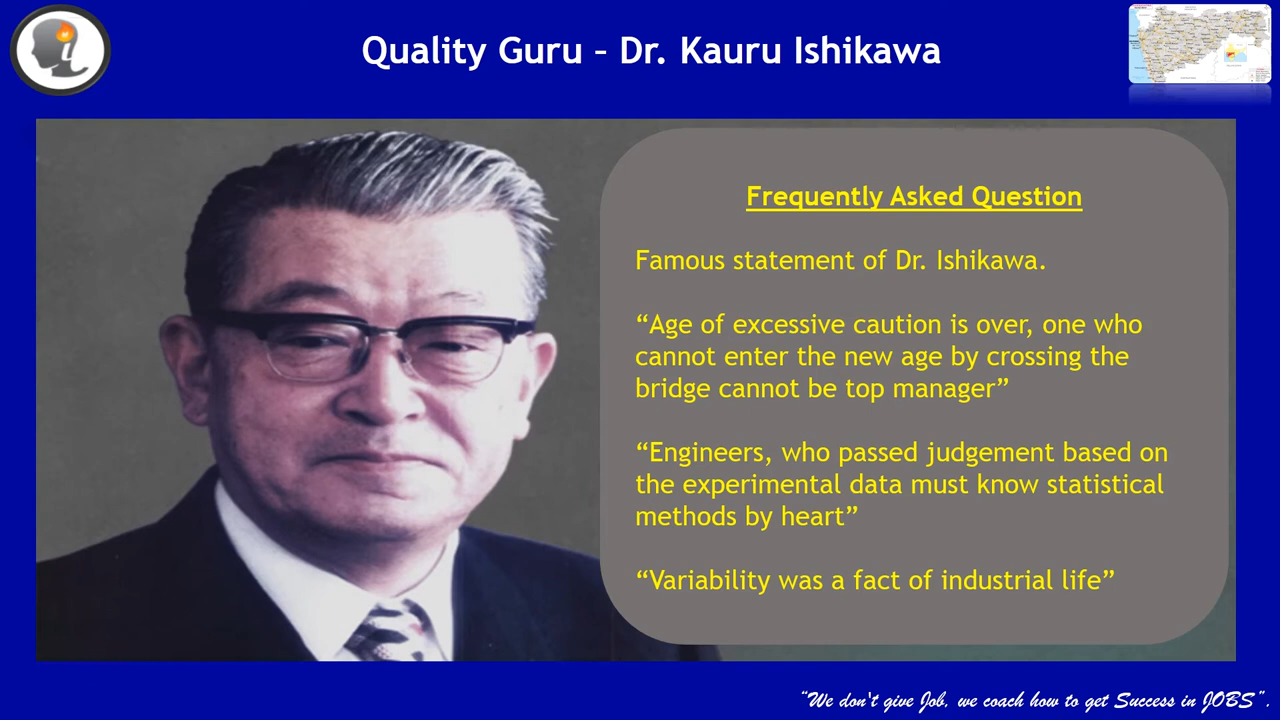 Quality Guru – Dr. Kauru Ishikawa
Frequently Asked Question
Famous statement of Dr. Ishikawa.
“Age of excessive caution is over, one who
cannot enter the new age by crossing the
bridge cannot be top manager”
“Engineers, who passed judgement based on
the experimental data must know statistical
methods by heart”
“Variability was a fact of industrial life”
“We don't give Job, we coach how to get Success in JOBS”.